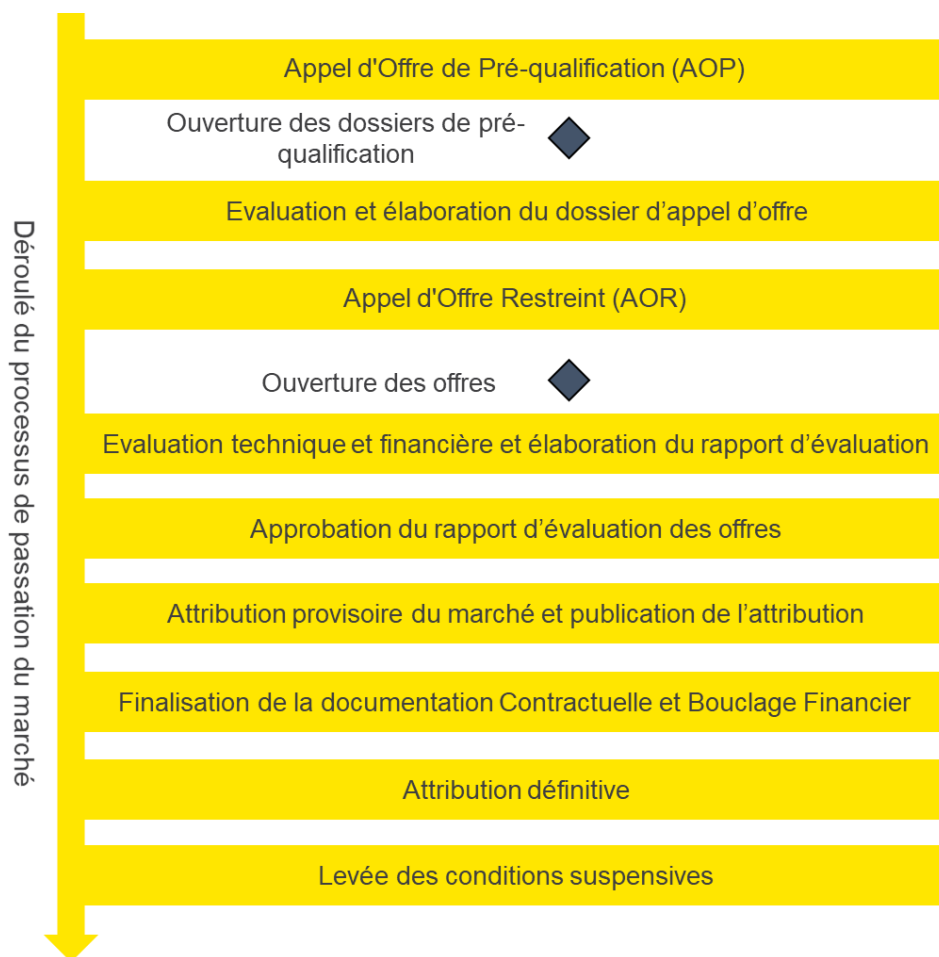 Déroulé du processus de passation du marché
Appel d'Offre de Pré-qualification (AOP)
Ouverture des dossiers de pré-
qualification
Evaluation et élaboration du dossier d’appel d’offre
Appel d'Offre Restreint (AOR)
Ouverture des offres
Evaluation technique et financière et élaboration du rapport d’évaluation
Approbation du rapport d’évaluation des offres
Attribution provisoire du marché et publication de l’attribution
Finalisation de la documentation Contractuelle et Bouclage Financier
Attribution définitive
Levée des conditions suspensives